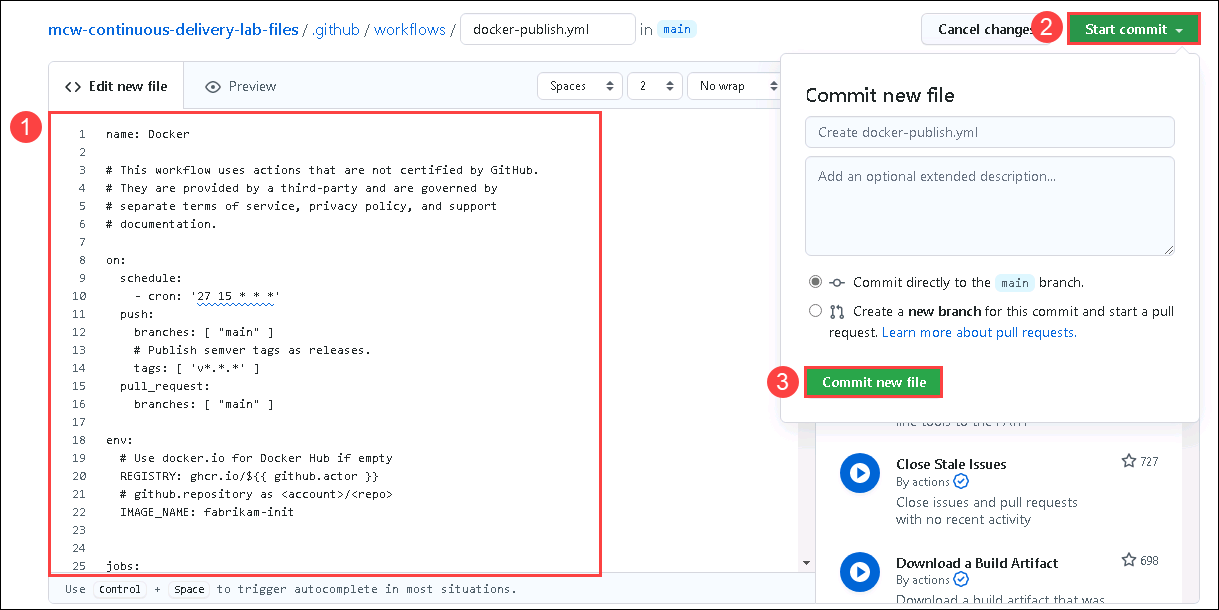 mcw-continuous-delivery-lab-files / .github / workflows / docker-publish.yml in main
Cancel changes
2
Start commit
Edit new file
Preview
Spaces
2
No wrap
1
1 name: Docker
2
3 # This workflow uses actions that are not certified by GitHub.
4 # They are provided by a third-party and are governed by
5 # separate terms of service, privacy policy, and support
6 # documentation.
7
8 on:
9   schedule:
10     - cron: '27 15 * * *'
11   push:
12     branches: [ "main" ]
13     # Publish semver tags as releases.
14     tags: [ 'v*.*.*' ]
15   pull_request:
16     branches: [ "main" ]
17
18 env:
19   # Use docker.io for Docker Hub if empty
20   REGISTRY: ghcr.io/${{ github.actor }}
21   # github.repository as <account>/<repo>
22   IMAGE_NAME: fabrikam-init
23
24
25 jobs:
Use Control + Space to trigger autocomplete in most situations.
Commit new file
Create docker-publish.yml
Add an optional extended description...
Commit directly to the main branch.
Create a new branch for this commit and start a pull
request. Learn more about pull requests.
3
Commit new file
line tools to the PATH
Close Stale Issues
727
By actions
Close issues and pull requests
with no recent activity
Download a Build Artifact
698
By actions
Download a build artifact that was